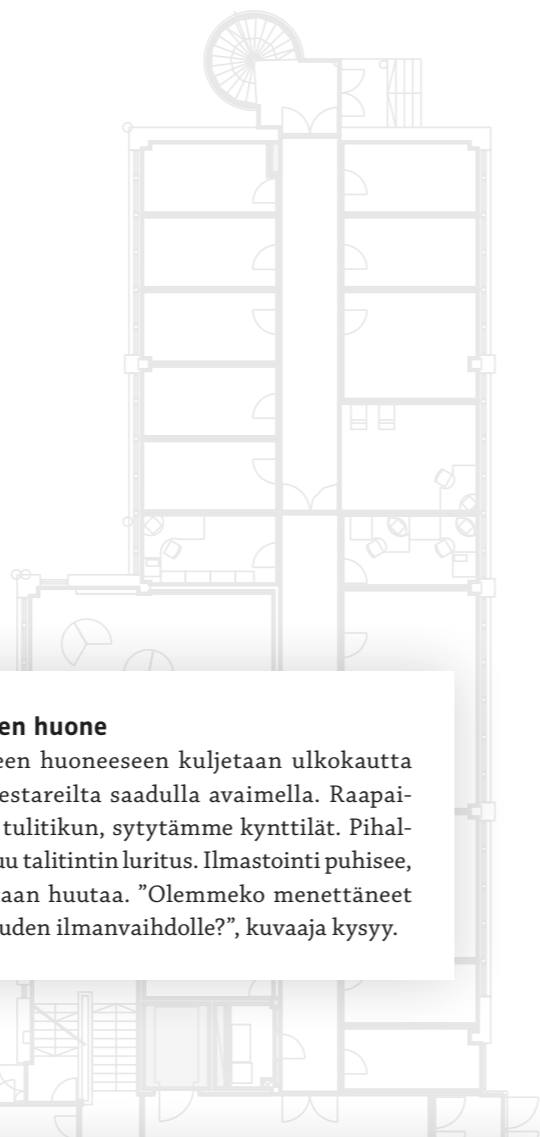 en huone
een huoneeseen kuljetaan ulkokautta
estareilta saadulla avaimella. Raapai-
tulitikun, sytytämme kynttilät. Pihal-
uu talitintin luritus. Ilmastointi puhisee,
aan huutaa. ”Olemmeko menettäneet
uden ilmanvaihdolle?”, kuvaaja kysyy.